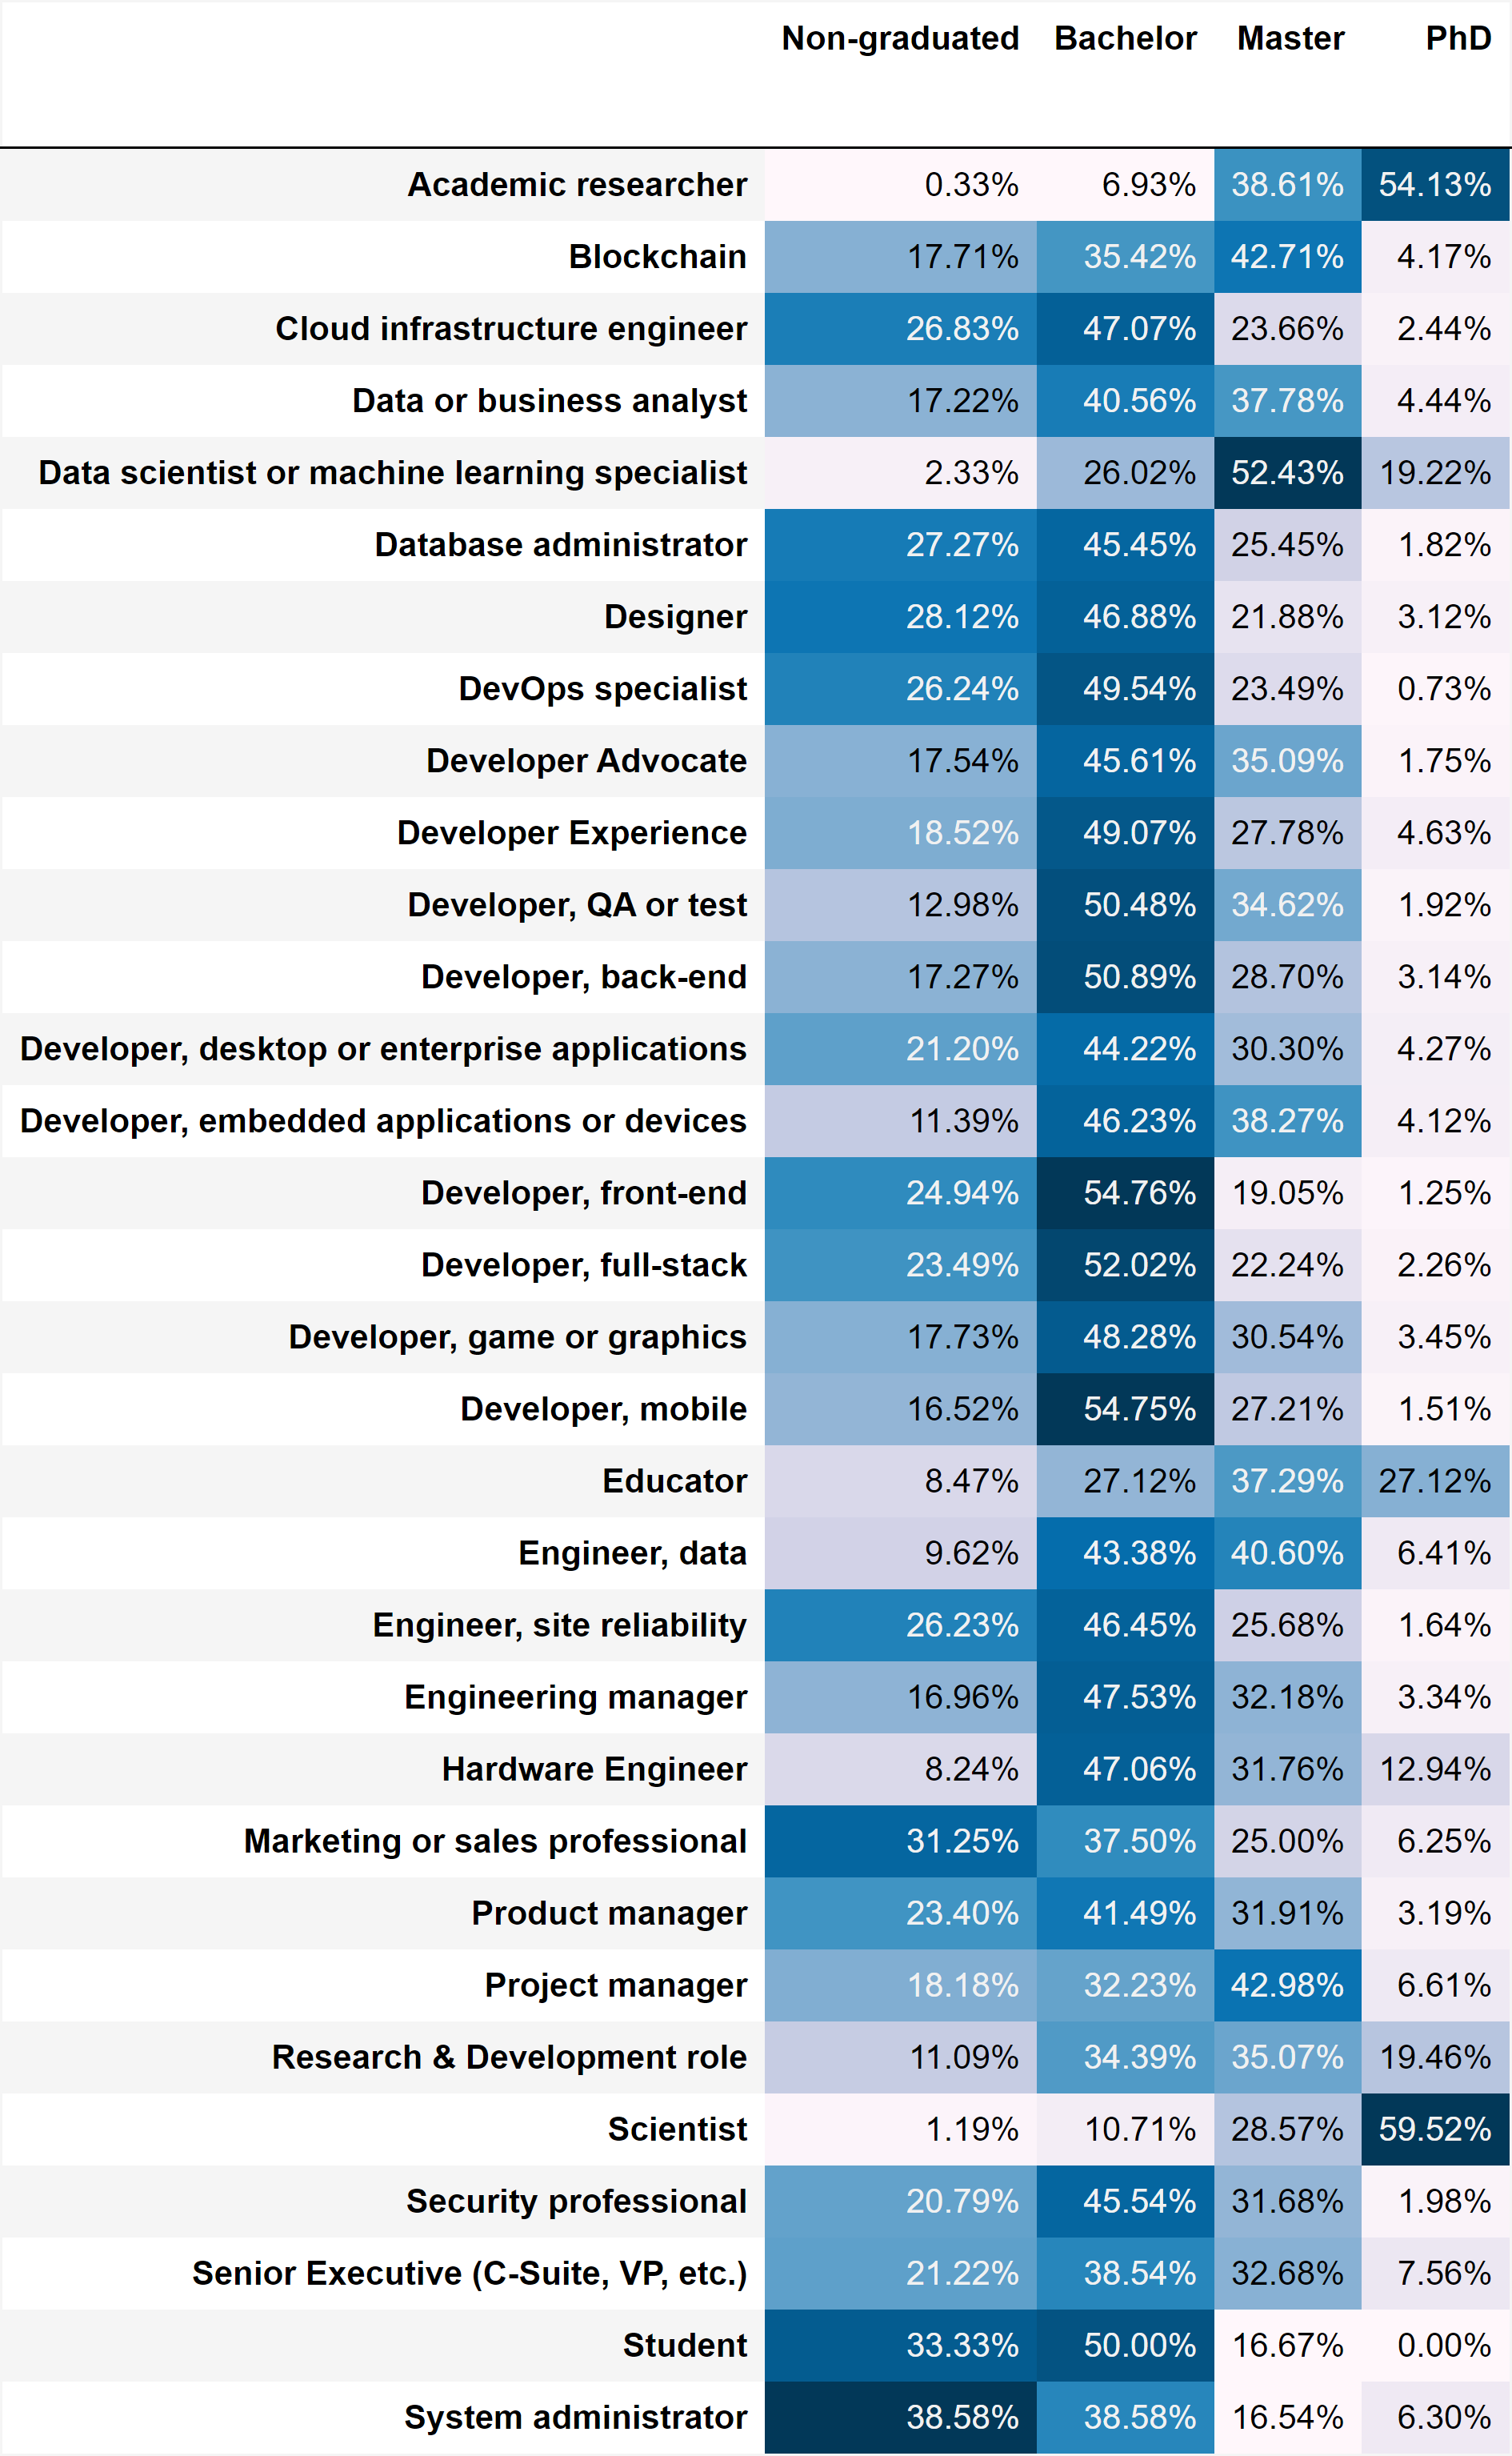 Non-graduated Bachelor Master PhD
Academic researcher 0.33% 6.93% 38.61% 54.13%
Blockchain 17.71% 35.42% 42.71% 4.17%
Cloud infrastructure engineer 26.83% 47.07% 23.66% 2.44%
Data or business analyst 17.22% 40.56% 37.78% 4.44%
Data scientist or machine learning specialist 2.33% 26.02% 52.43% 19.22%
Database administrator 27.27% 45.45% 25.45% 1.82%
Designer 28.12% 46.88% 21.88% 3.12%
DevOps specialist 26.24% 49.54% 23.49% 0.73%
Developer Advocate 17.54% 45.61% 35.09% 1.75%
Developer Experience 18.52% 49.07% 27.78% 4.63%
Developer, QA or test 12.98% 50.48% 34.62% 1.92%
Developer, back-end 17.27% 50.89% 28.70% 3.14%
Developer, desktop or enterprise applications 21.20% 44.22% 30.30% 4.27%
Developer, embedded applications or devices 11.39% 46.23% 38.27% 4.12%
Developer, front-end 24.94% 54.76% 19.05% 1.25%
Developer, full-stack 23.49% 52.02% 22.24% 2.26%
Developer, game or graphics 17.73% 48.28% 30.54% 3.45%
Developer, mobile 16.52% 54.75% 27.21% 1.51%
Educator 8.47% 27.12% 37.29% 27.12%
Engineer, data 9.62% 43.38% 40.60% 6.41%
Engineer, site reliability 26.23% 46.45% 25.68% 1.64%
Engineering manager 16.96% 47.53% 32.18% 3.34%
Hardware Engineer 8.24% 47.06% 31.76% 12.94%
Marketing or sales professional 31.25% 37.50% 25.00% 6.25%
Product manager 23.40% 41.49% 31.91% 3.19%
Project manager 18.18% 32.23% 42.98% 6.61%
Research & Development role 11.09% 34.39% 35.07% 19.46%
Scientist 1.19% 10.71% 28.57% 59.52%
Security professional 20.79% 45.54% 31.68% 1.98%
Senior Executive (C-Suite, VP, etc.) 21.22% 38.54% 32.68% 7.56%
Student 33.33% 50.00% 16.67% 0.00%
System administrator 38.58% 38.58% 16.54% 6.30%